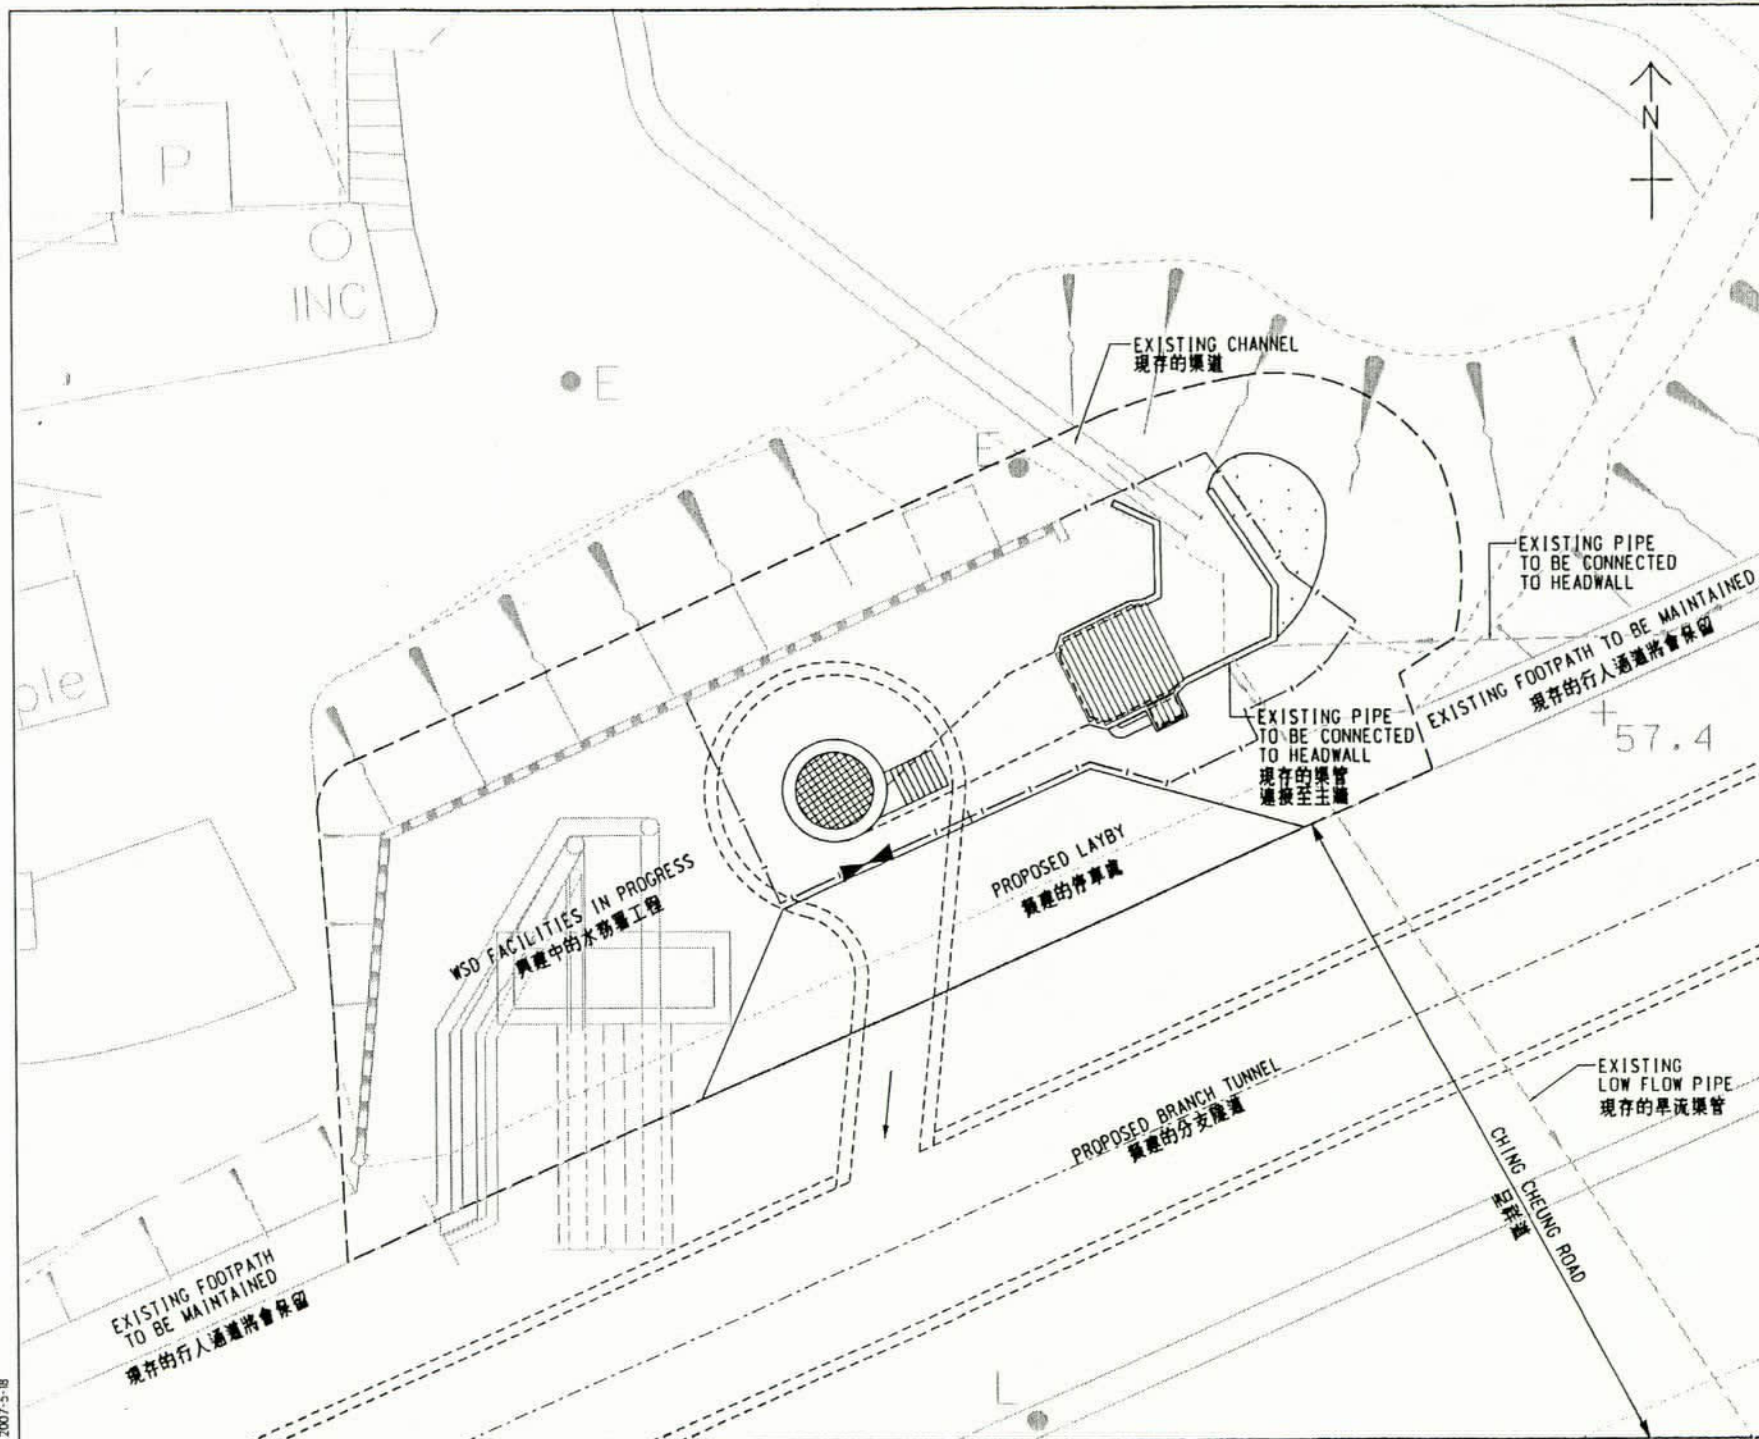 P
N
INC
E
EXISTING CHANNEL
現存的渠道
E
EXISTING PIPE
TO BE CONNECTED
TO HEADWALL
ple
EXISTING FOOTPATH TO BE MAINTAINED
現存的行人通道將會保留
57.4
EXISTING PIPE
TO BE CONNECTED
TO HEADWALL
現存的渠管
連接至主牆
PROPOSED LAYBY
擬建的停車處
WSD FACILITIES IN PROGRESS
興建中的水務署工程
PROPOSED BRANCH TUNNEL
擬建的分支隧道
EXISTING
LOW FLOW PIPE
現存的旱流渠管
CHING CHEUNG ROAD
呈祥道
EXISTING FOOTPATH
TO BE MAINTAINED
現存的行人通道將會保留
L
2007-5-18